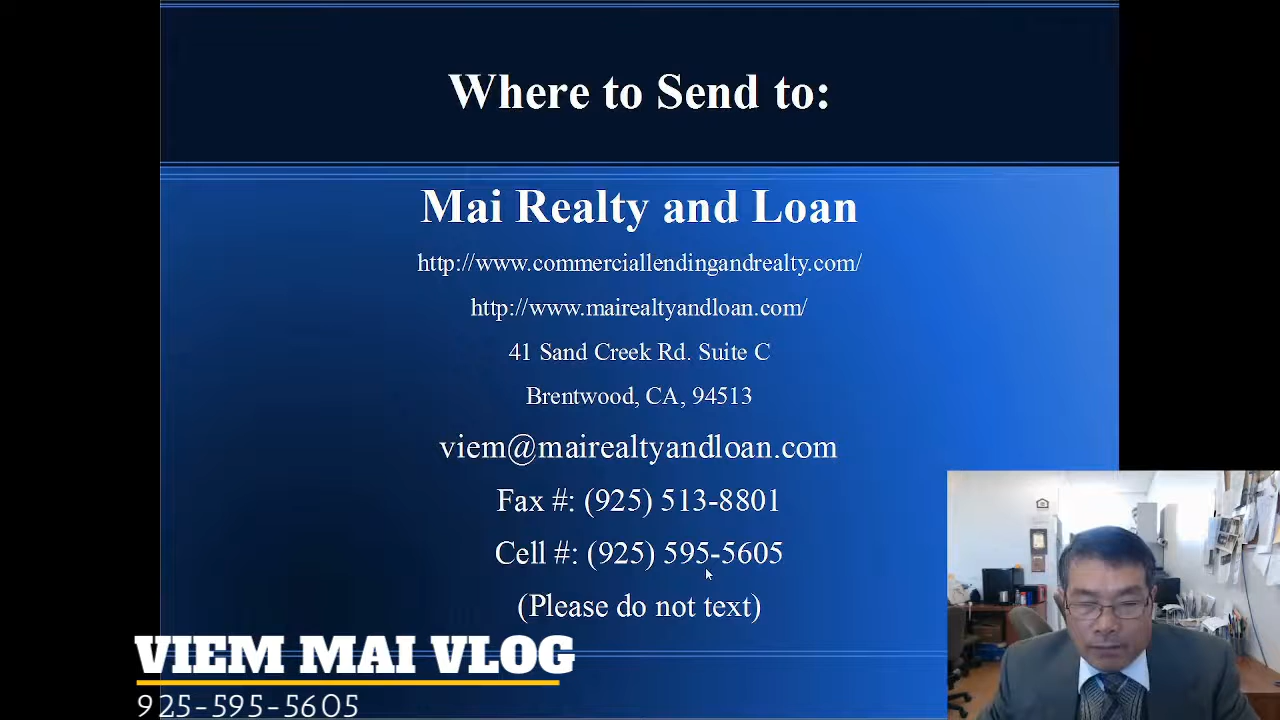 Where to Send to:
Mai Realty and Loan
http://www.commerciallendingandrealty.com/
http://www.mairealtyandloan.com/
41 Sand Creek Rd. Suite C
Brentwood, CA, 94513
viem@mairealtyandloan.com
Fax #: (925) 513-8801
Cell #: (925) 595-5605
(Please do not text)
VIEM MAI VLOG
925-595-5605